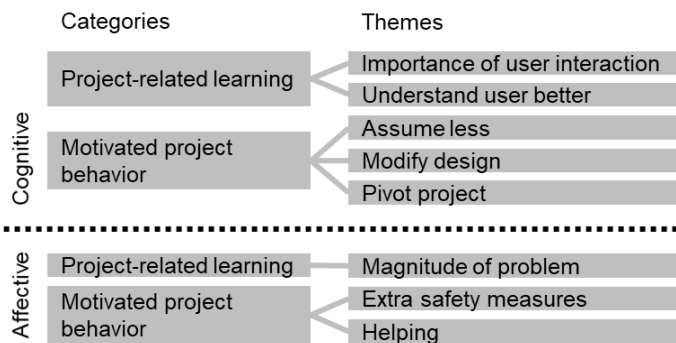 Categories
Themes
Cognitive
Project-related learning
Importance of user interaction
Understand user better
Motivated project
behavior
Assume less
Modify design
Pivot project
Affective
Project-related learning
Magnitude of problem
Motivated project
behavior
Extra safety measures
Helping